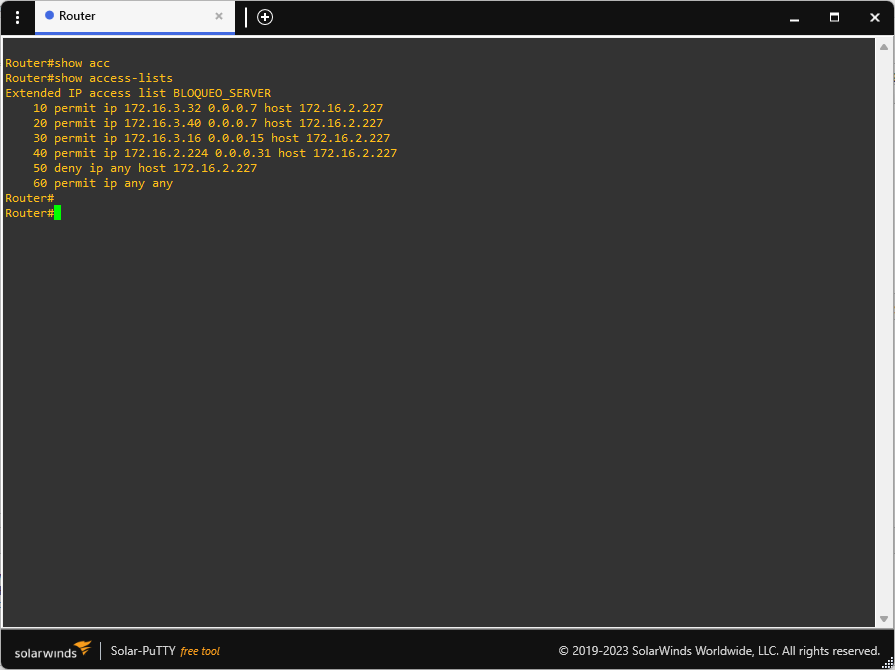 Router
Router#show acc
Router#show access-lists
Extended IP access list BLOQUEO_SERVER
    10 permit ip 172.16.3.32 0.0.0.7 host 172.16.2.227
    20 permit ip 172.16.3.40 0.0.0.7 host 172.16.2.227
    30 permit ip 172.16.3.16 0.0.0.15 host 172.16.2.227
    40 permit ip 172.16.2.224 0.0.0.31 host 172.16.2.227
    50 deny ip any host 172.16.2.227
    60 permit ip any any
Router#
Router#
solarwinds Solar-PuTTY free tool © 2019-2023 SolarWinds Worldwide, LLC. All rights reserved.